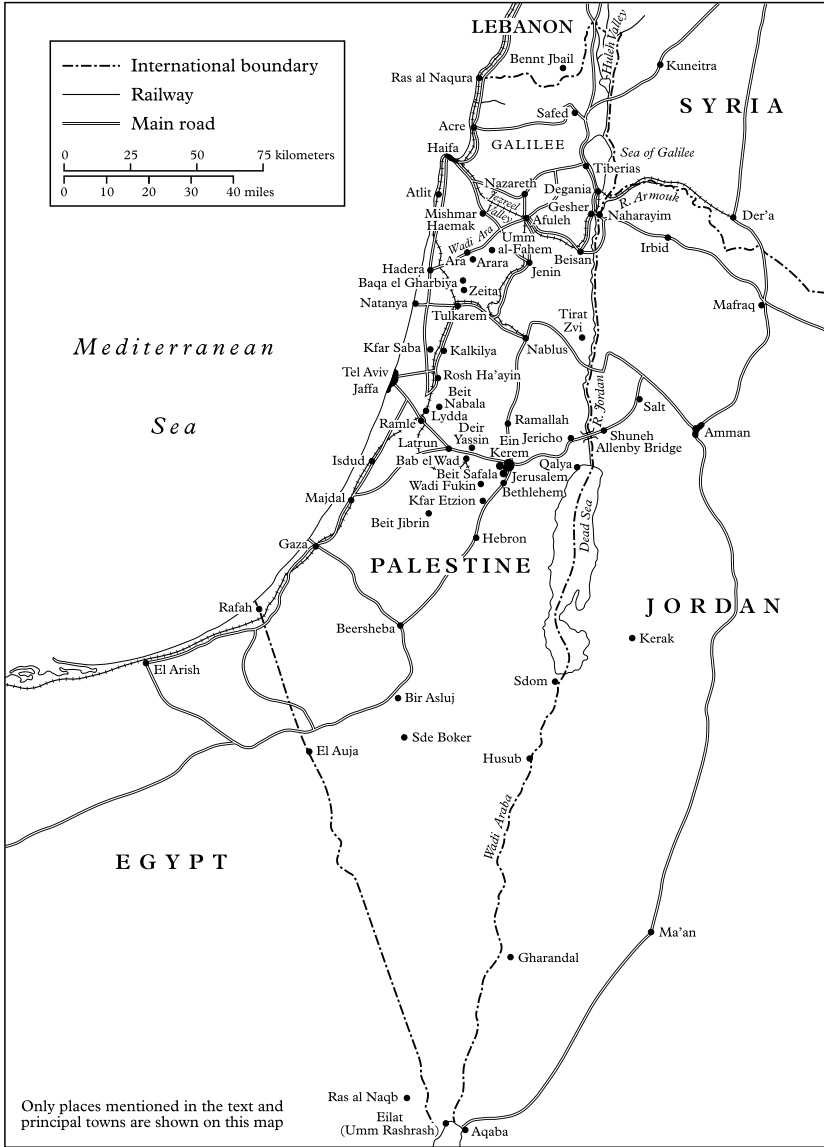 LEBANON
International boundary
Railway
Main road
0 25 50 75 kilometers
0 10 20 30 40 miles
Huleh Valley
Bennt Jbail
Kuneitra
Ras al Naqura
SYRIA
Safed
Acre
GALILEE
Haifa
Sea of Galilee
Tiberias
Nazareth
Degania
Atlit
Jezreel
Valley
R. Armouk
Gesher
Mishmar
Haemak
Afuleh
Naharayim
Der'a
Wadi Ara
Umm
al-Fahem
Irbid
Ara
Arara
Beisan
Hadera
Jenin
Baqa el Gharbiya
Zeita
Natanya
Mafraq
Tulkarem
Tirat
Zvi
Mediterranean
Sea
Kfar Saba
Kalkilya
Nablus
Tel Aviv
Jaffa
Rosh Ha'ayin
Beit
Nabala
R. Jordan
Salt
Lydda
Ramle
Deir
Yassin
Ramallah
Latrun
Ein
Kerem
Jericho
Shuneh
Allenby Bridge
Amman
Isdud
Bab el Wad
Beit Safala
Jerusalem
Qalya
Wadi Fukin
Bethlehem
Majdal
Kfar Etzion
Beit Jibrin
Dead Sea
Gaza
Hebron
PALESTINE
Rafah
JORDAN
Beersheba
Kerak
El Arish
Sdom
Bir Asluj
Sde Boker
El Auja
Husub
Wadi Araba
EGYPT
Ma'an
Gharandal
Ras al Naqb
Only places mentioned in the text and
principal towns are shown on this map
Eilat
(Umm Rashrash)
Aqaba